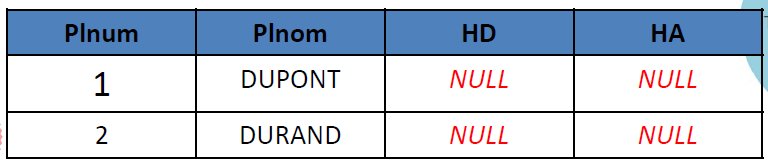 Plnum Plnom HD HA
1 DUPONT NULL NULL
2 DURAND NULL NULL